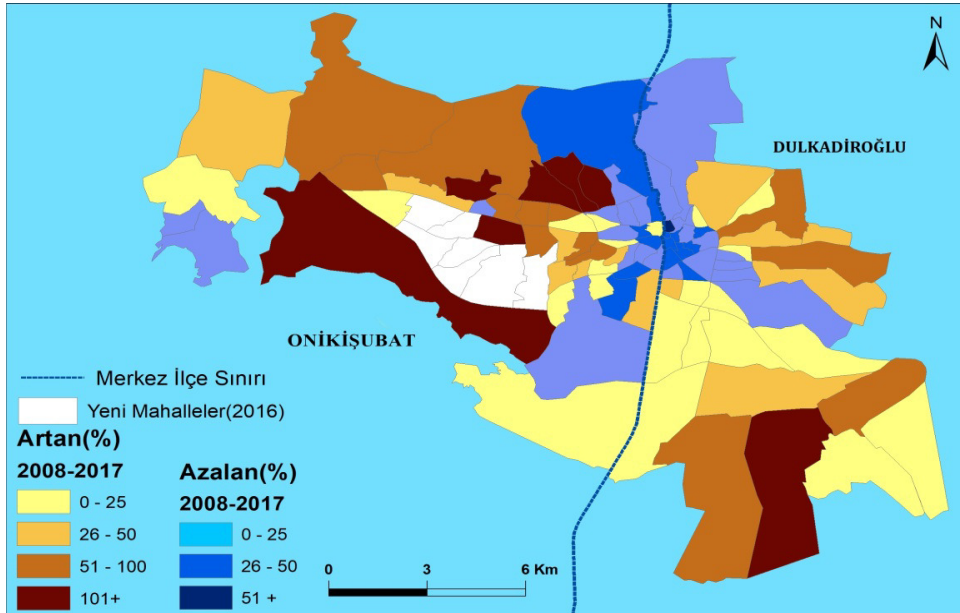 N
DULKADİROĞLU
ONİKİŞUBAT
Merkez İlçe Sınırı
Yeni Mahalleler(2016)
Artan(%)
2008-2017
0 - 25
26 - 50
51 - 100
101+
Azalan(%)
2008-2017
0 - 25
26 - 50
51 +
0 3 6 Km